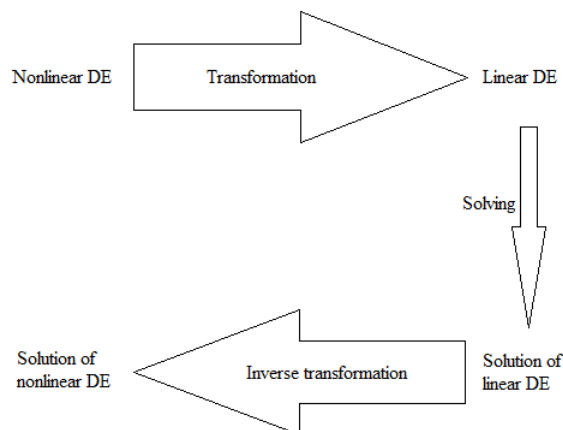 Nonlinear DE
Transformation
Linear DE
Solving
Solution of
nonlinear DE
Inverse transformation
Solution of
linear DE